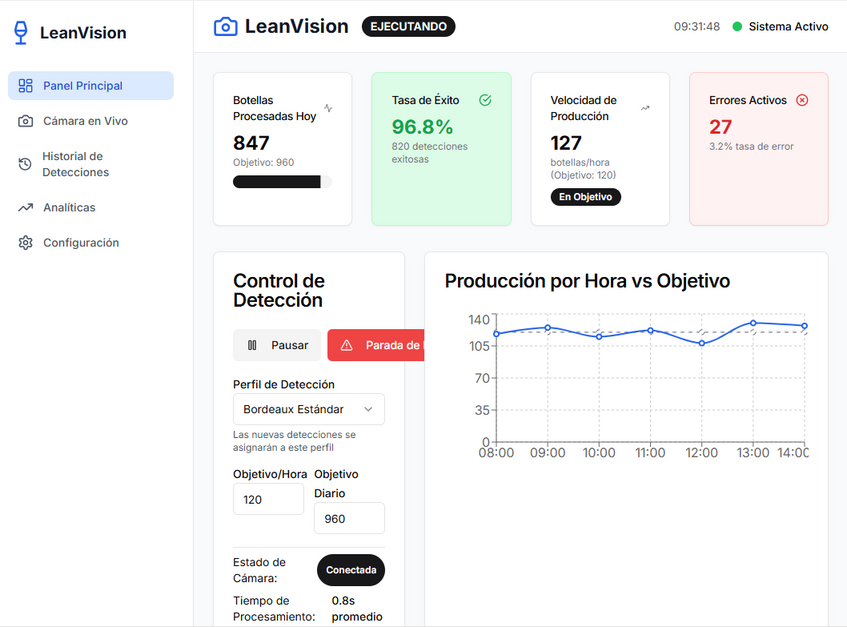 LeanVision
Panel Principal
Cámara en Vivo
Historial de
Detecciones
Analíticas
Configuración
LeanVision
EJECUTANDO
09:31:48
Sistema Activo
Botellas
Procesadas Hoy
847
Objetivo: 960
Tasa de Éxito
96.8%
820 detecciones
exitosas
Velocidad de
Producción
127
botellas/hora
(Objetivo: 120)
En Objetivo
Errores Activos
27
3.2% tasa de error
Control de
Detección
Pausar
Parada de
Perfil de Detección
Bordeaux Estándar
Las nuevas detecciones se
asignarán a este perfil
Objetivo/Hora
120
Objetivo
Diario
960
Estado de
Cámara:
Conectada
Tiempo de
Procesamiento:
0.8s
promedio
Producción por Hora vs Objetivo
140
105
70
35
0
08:00 09:00 10:00 11:00 12:00 13:00 14:00